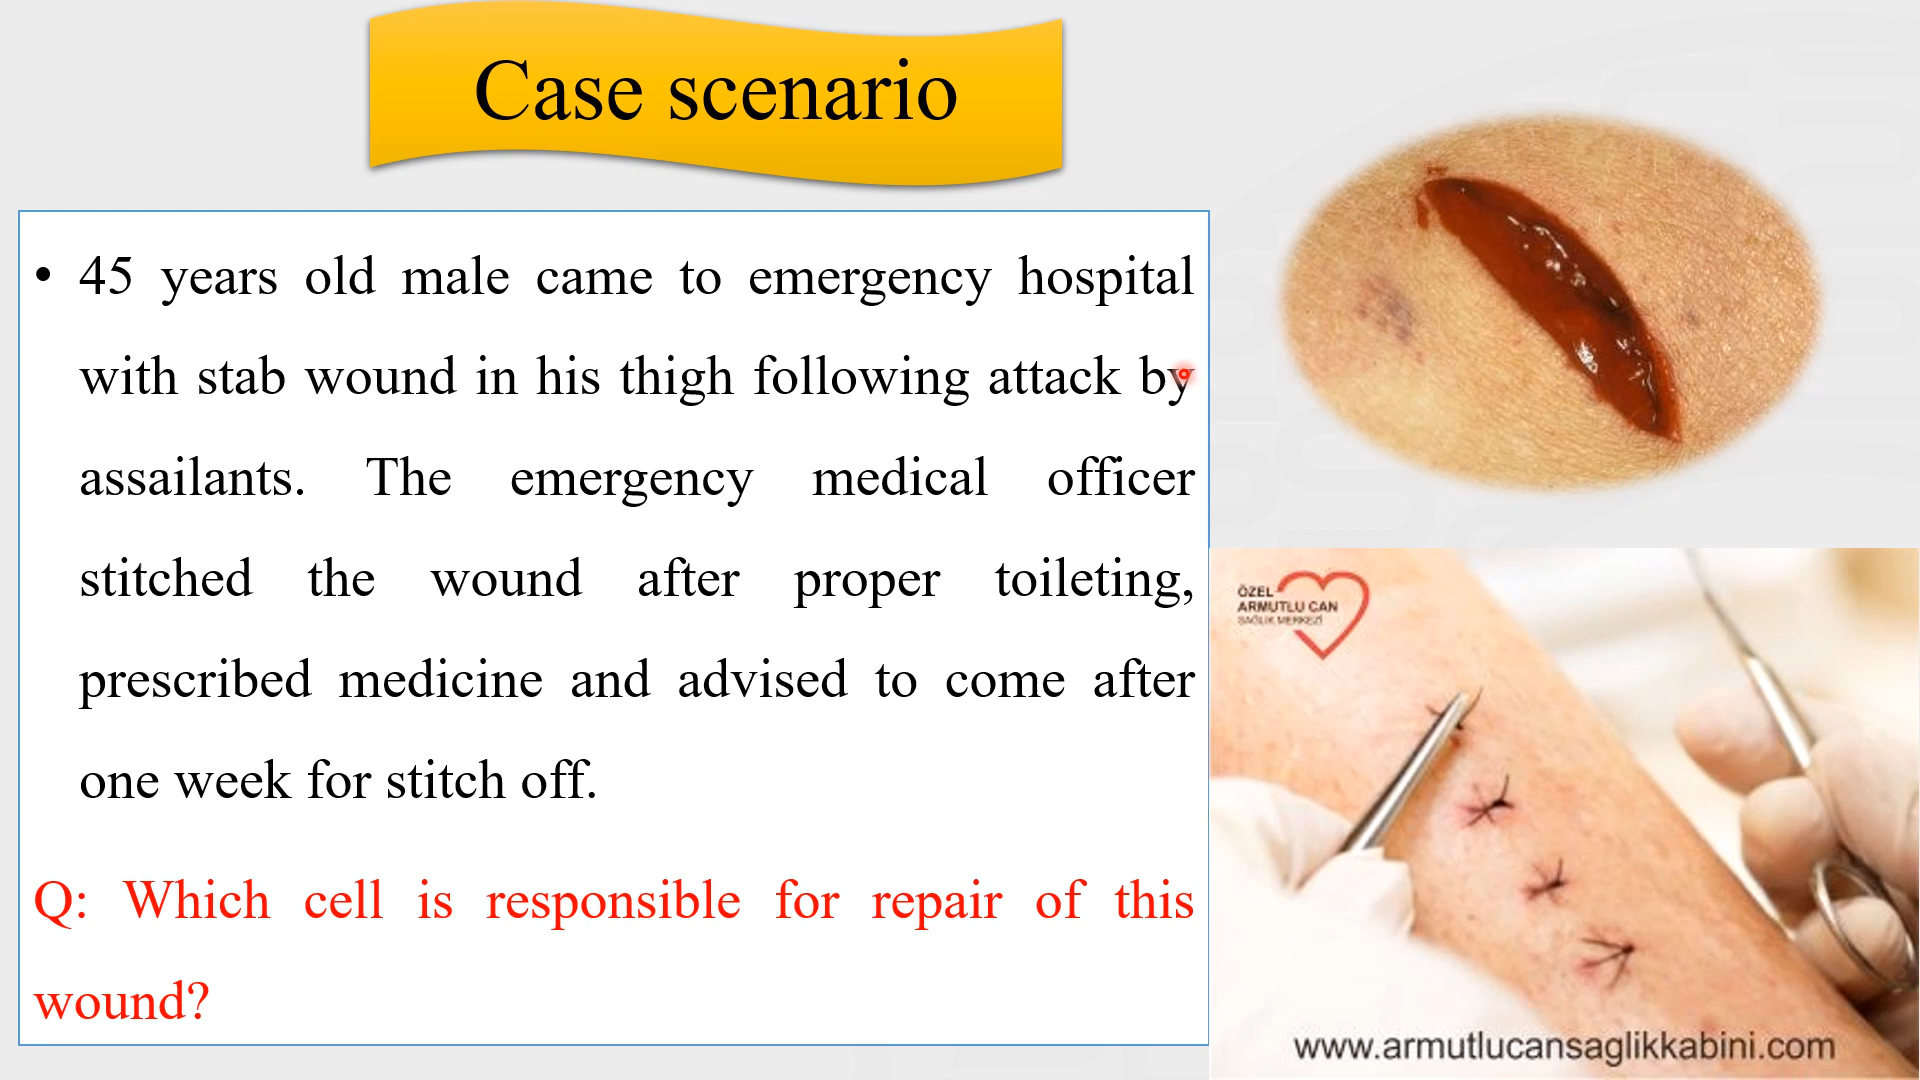 Case scenario
• 45 years old male came to emergency hospital
with stab wound in his thigh following attack by
assailants. The emergency medical officer
stitched the wound after proper toileting,
prescribed medicine and advised to come after
one week for stitch off.
Q: Which cell is responsible for repair of this
wound?
ÖZEL
ARMUTLU CAN
SAĞLIK MERKEZİ
www.armutlucansaglikkabini.com